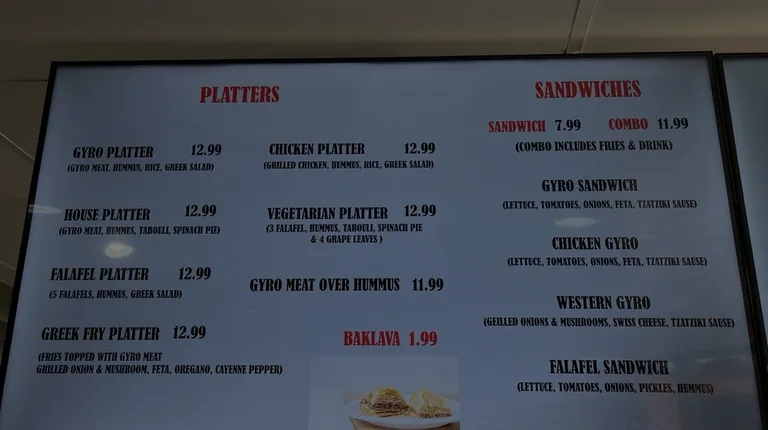 PLATTERS
GYRO PLATTER 12.99
(GYRO MEAT, HUMMUS, RICE, GREEK SALAD)
HOUSE PLATTER 12.99
(GYRO MEAT, HUMMUS, TABOULI, SPINACH PIE)
FALAFEL PLATTER 12.99
(5 FALAFELS, HUMMUS, GREEK SALAD)
GREEK FRY PLATTER 12.99
(FRIES TOPPED WITH GYRO MEAT
GRILLED ONION & MUSHROOM, FETA, OREGANO, CAYENNE PEPPER)
CHICKEN PLATTER 12.99
(GRILLED CHICKEN, HUMMUS, RICE, GREEK SALAD)
VEGETARIAN PLATTER 12.99
(3 FALAFEL, HUMMUS, TABOULI, SPINACH PIE
& 4 GRAPE LEAVES )
GYRO MEAT OVER HUMMUS 11.99
BAKLAVA 1.99
SANDWICHES
SANDWICH 7.99 COMBO 11.99
(COMBO INCLUDES FRIES & DRINK)
GYRO SANDWICH
(LETTUCE, TOMATOES, ONIONS, FETA, TZATZIKI SAUSE)
CHICKEN GYRO
(LETTUCE, TOMATOES, ONIONS, FETA, TZATZIKI SAUSE)
WESTERN GYRO
(GEILLED ONIONS & MUSHROOMS, SWISS CHEESE, TZATZIKI SAUSE)
FALAFEL SANDWICH
(LETTUCE, TOMATOES, ONIONS, PICKLES, HUMMUS)